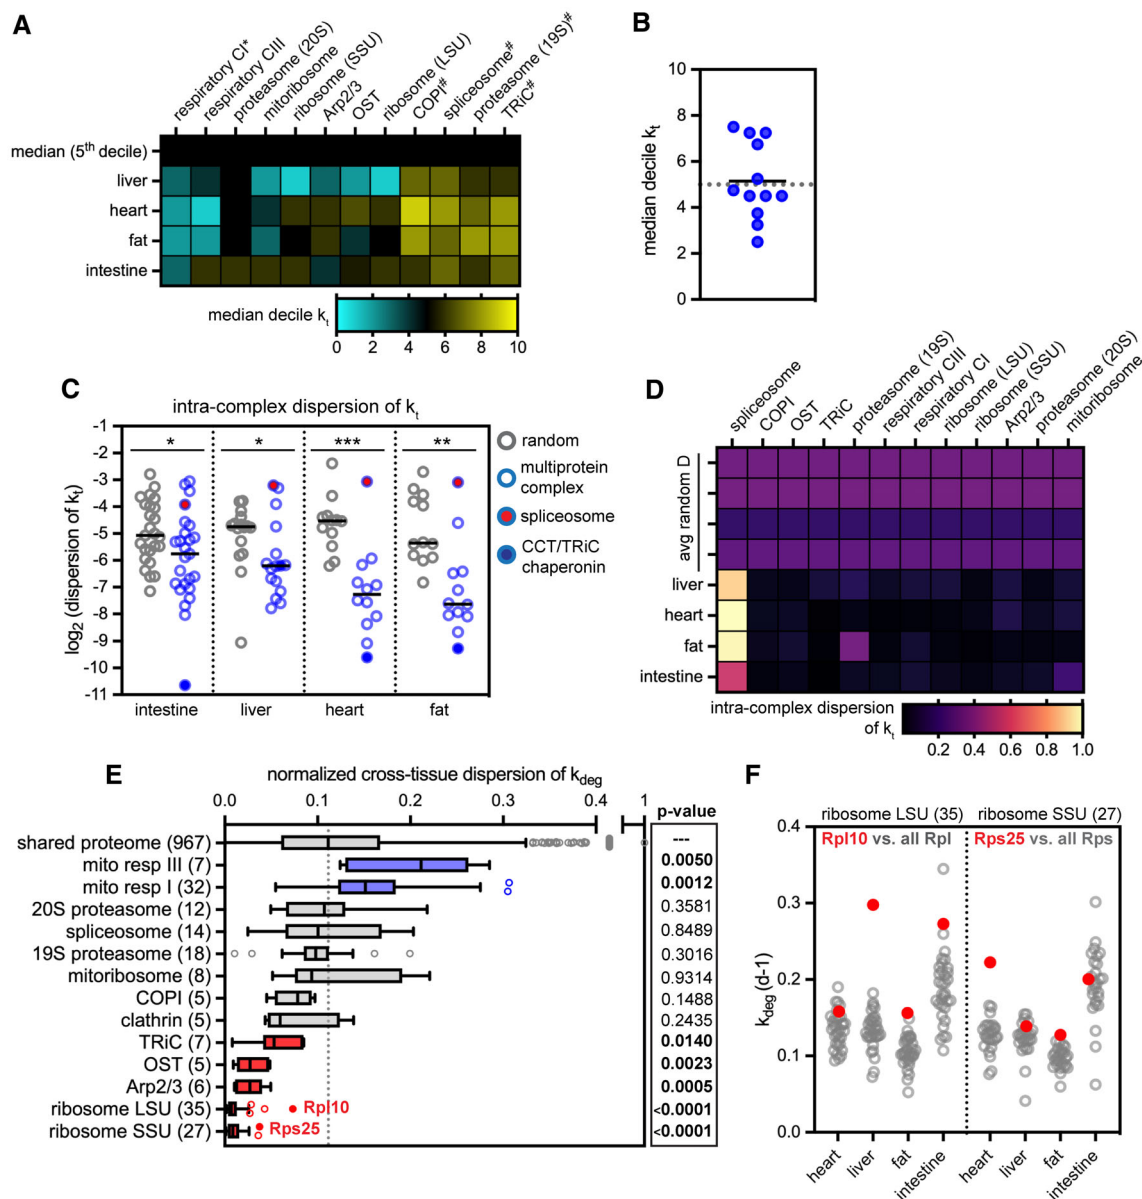 A
respiratory CI*
respiratory CIII
proteasome (20S)
mitoribosome
ribosome (SSU)
Arp2/3
OST
ribosome (LSU)
COPI#
spliceosome#
proteasome (19S)#
TRiC#
median (5th decile)
liver
heart
fat
intestine
median decile kt
0 2 4 6 8 10
B
median decile kt
10
8
6
4
2
0
C
intra-complex dispersion of kt
* * *** **
log2 (dispersion of kt)
-1
-2
-3
-4
-5
-6
-7
-8
-9
-10
-11
intestine liver heart fat
random
multiprotein
complex
spliceosome
CCT/TRiC
chaperonin
D
spliceosome
COPI
OST
TRiC
proteasome (19S)
respiratory CIII
respiratory CI
ribosome (LSU)
ribosome (SSU)
Arp2/3
proteasome (20S)
mitoribosome
avg random D
liver
heart
fat
intestine
intra-complex dispersion
of kt
0.2 0.4 0.6 0.8 1.0
E
normalized cross-tissue dispersion of kdeg
0.0 0.1 0.2 0.3 0.4 1
p-value
shared proteome (967) ---
mito resp III (7) 0.0050
mito resp I (32) 0.0012
20S proteasome (12) 0.3581
spliceosome (14) 0.8489
19S proteasome (18) 0.3016
mitoribosome (8) 0.9314
COPI (5) 0.1488
clathrin (5) 0.2435
TRiC (7) 0.0140
OST (5) 0.0023
Arp2/3 (6) 0.0005
ribosome LSU (35) Rpl10 <0.0001
ribosome SSU (27) Rps25 <0.0001
F
ribosome LSU (35) ribosome SSU (27)
Rpl10 vs. all Rpl Rps25 vs. all Rps
kdeg (d-1)
0.4
0.3
0.2
0.1
0.0
heart liver fat intestine heart liver fat intestine